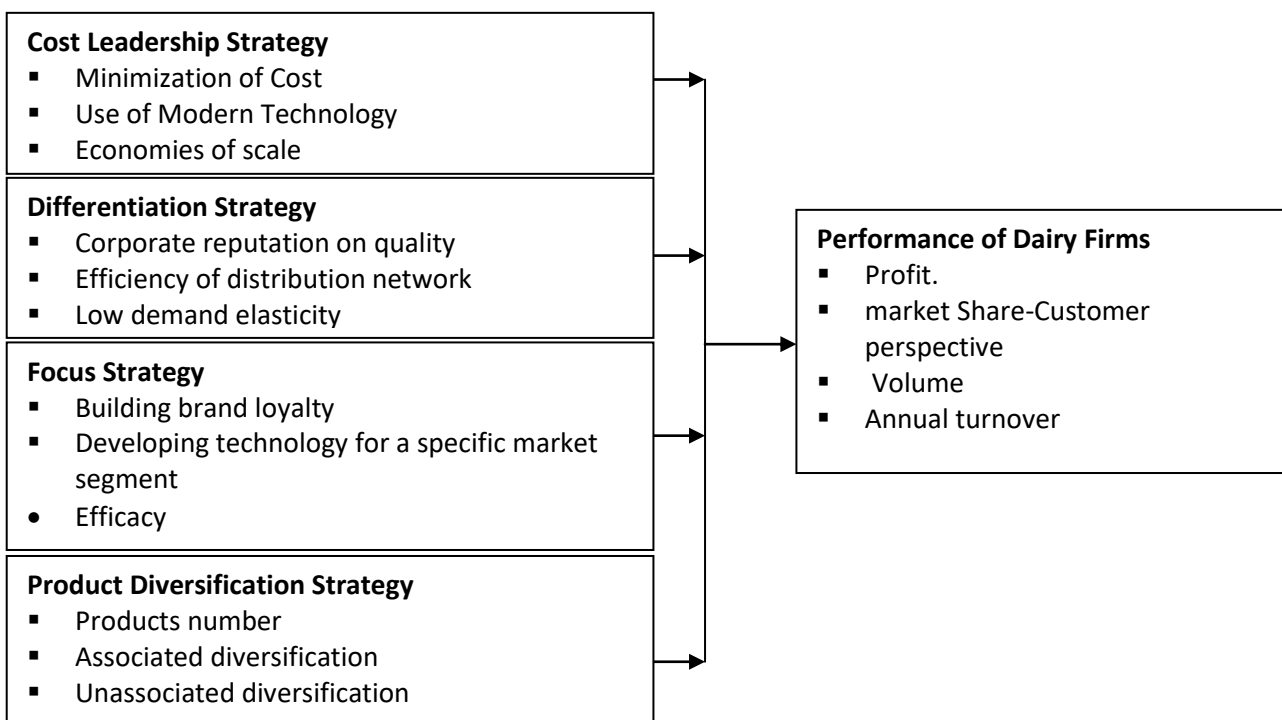 Cost Leadership Strategy
▪ Minimization of Cost
▪ Use of Modern Technology
▪ Economies of scale
Differentiation Strategy
▪ Corporate reputation on quality
▪ Efficiency of distribution network
▪ Low demand elasticity
Focus Strategy
▪ Building brand loyalty
▪ Developing technology for a specific market
segment
• Efficacy
Product Diversification Strategy
▪ Products number
▪ Associated diversification
▪ Unassociated diversification
Performance of Dairy Firms
▪ Profit.
▪ market Share-Customer
perspective
▪ Volume
▪ Annual turnover